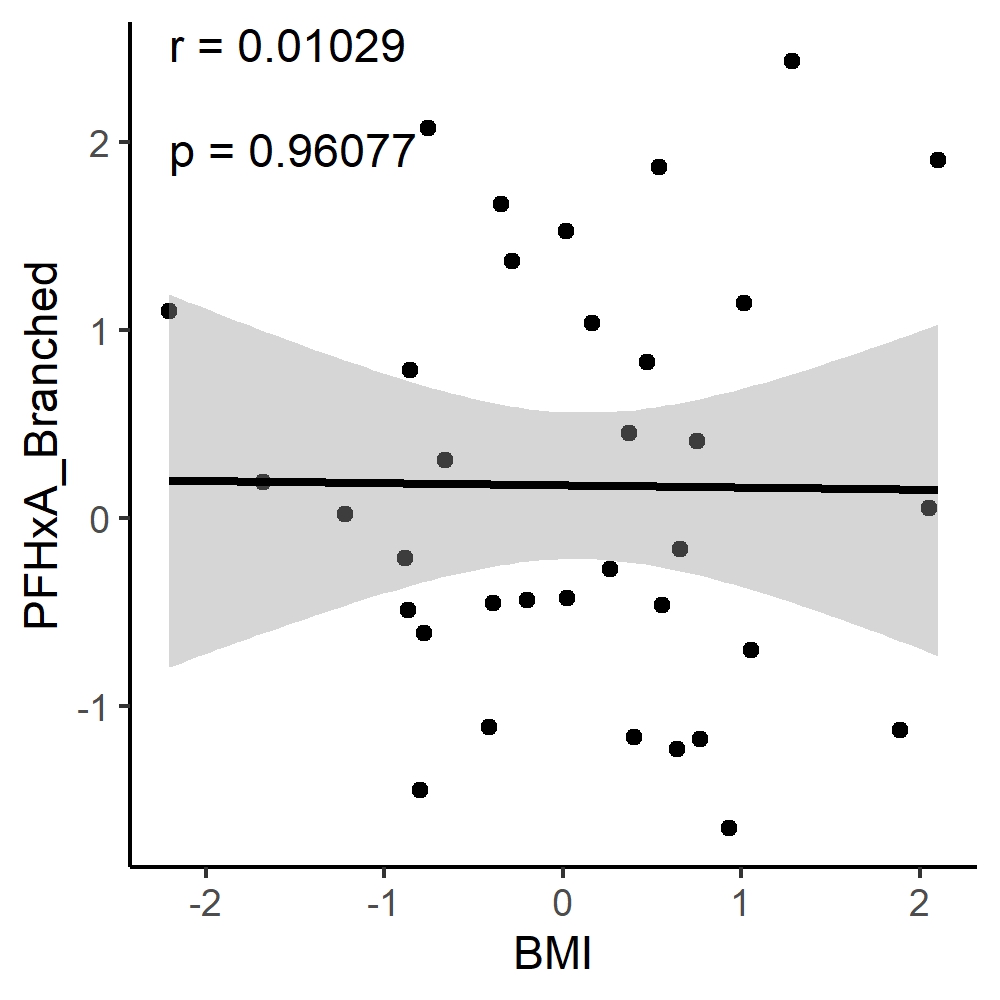 r = 0.01029
p = 0.96077
PFHxA_Branched
2
1
0
-1
-2
-1
0
1
2
BMI